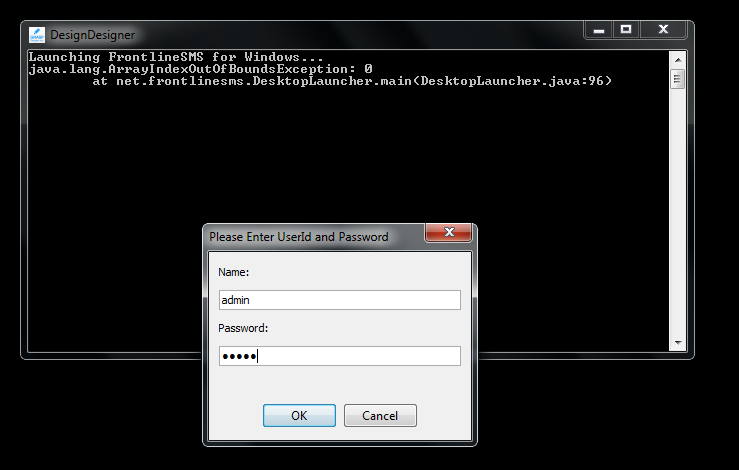 DesignDesigner
Launching FrontlineSMS for Windows...
java.lang.ArrayIndexOutOfBoundsException: 0
at net.frontlinesms.DesktopLauncher.main(DesktopLauncher.java:96)
Please Enter UserId and Password
Name:
admin
Password:
●●●●●
OK Cancel